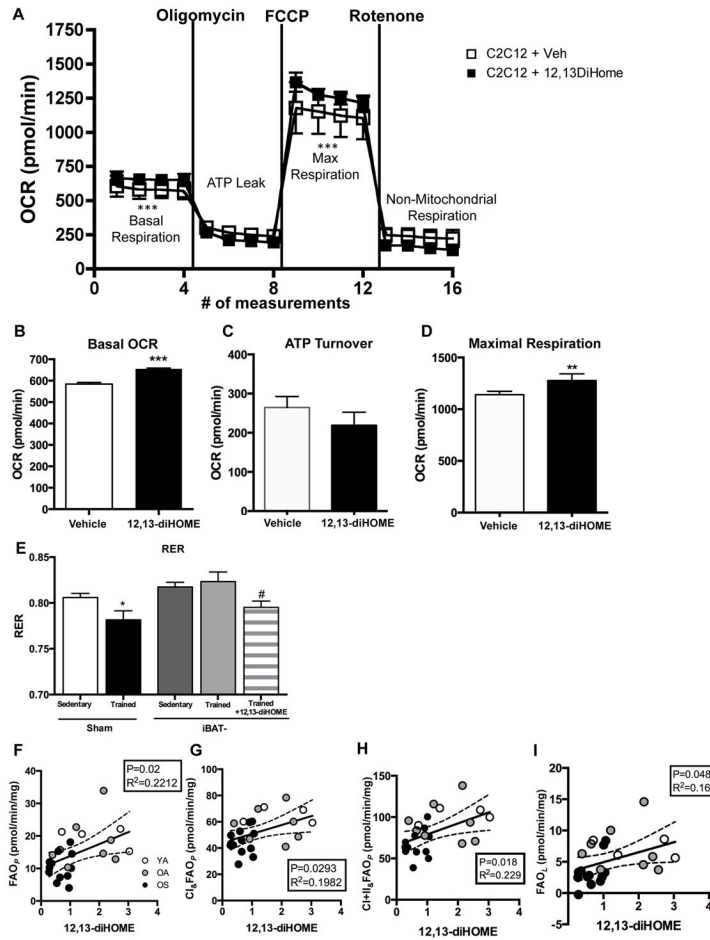 A
Oligomycin FCCP Rotenone
C2C12 + Veh
C2C12 + 12,13DiHome
OCR (pmol/min)
1750
1500
1250
1000
750
500
250
0
*** Basal Respiration
ATP Leak
*** Max Respiration
Non-Mitochondrial Respiration
0 4 8 12 16
# of measurements
B
Basal OCR
OCR (pmol/min)
700
600
500
400
300
200
100
0
***
Vehicle 12,13-diHOME
C
ATP Turnover
OCR (pmol/min)
400
300
200
100
0
Vehicle 12,13-diHOME
D
Maximal Respiration
OCR (pmol/min)
1500
1000
500
0
**
Vehicle 12,13-diHOME
E
RER
RER
0.85
0.80
0.75
0.70
*
#
Sedentary Trained Sedentary Trained Trained
+12,13-diHOME
Sham iBAT-
F
P=0.02
R²=0.2212
FAOP (pmol/min/mg)
40
30
20
10
0
YA
OA
OS
0 1 2 3 4
12,13-diHOME
G
CI&FAOP (pmol/min/mg)
100
80
60
40
20
0
P=0.0293
R²=0.1982
0 1 2 3 4
12,13-diHOME
H
CI+II&FAOP (pmol/min/mg)
150
100
50
0
P=0.018
R²=0.229
0 1 2 3 4
12,13-diHOME
I
P=0.048
R²=0.16
FAOL (pmol/min/mg)
20
15
10
5
0
-5
0 1 2 3 4
12,13-diHOME